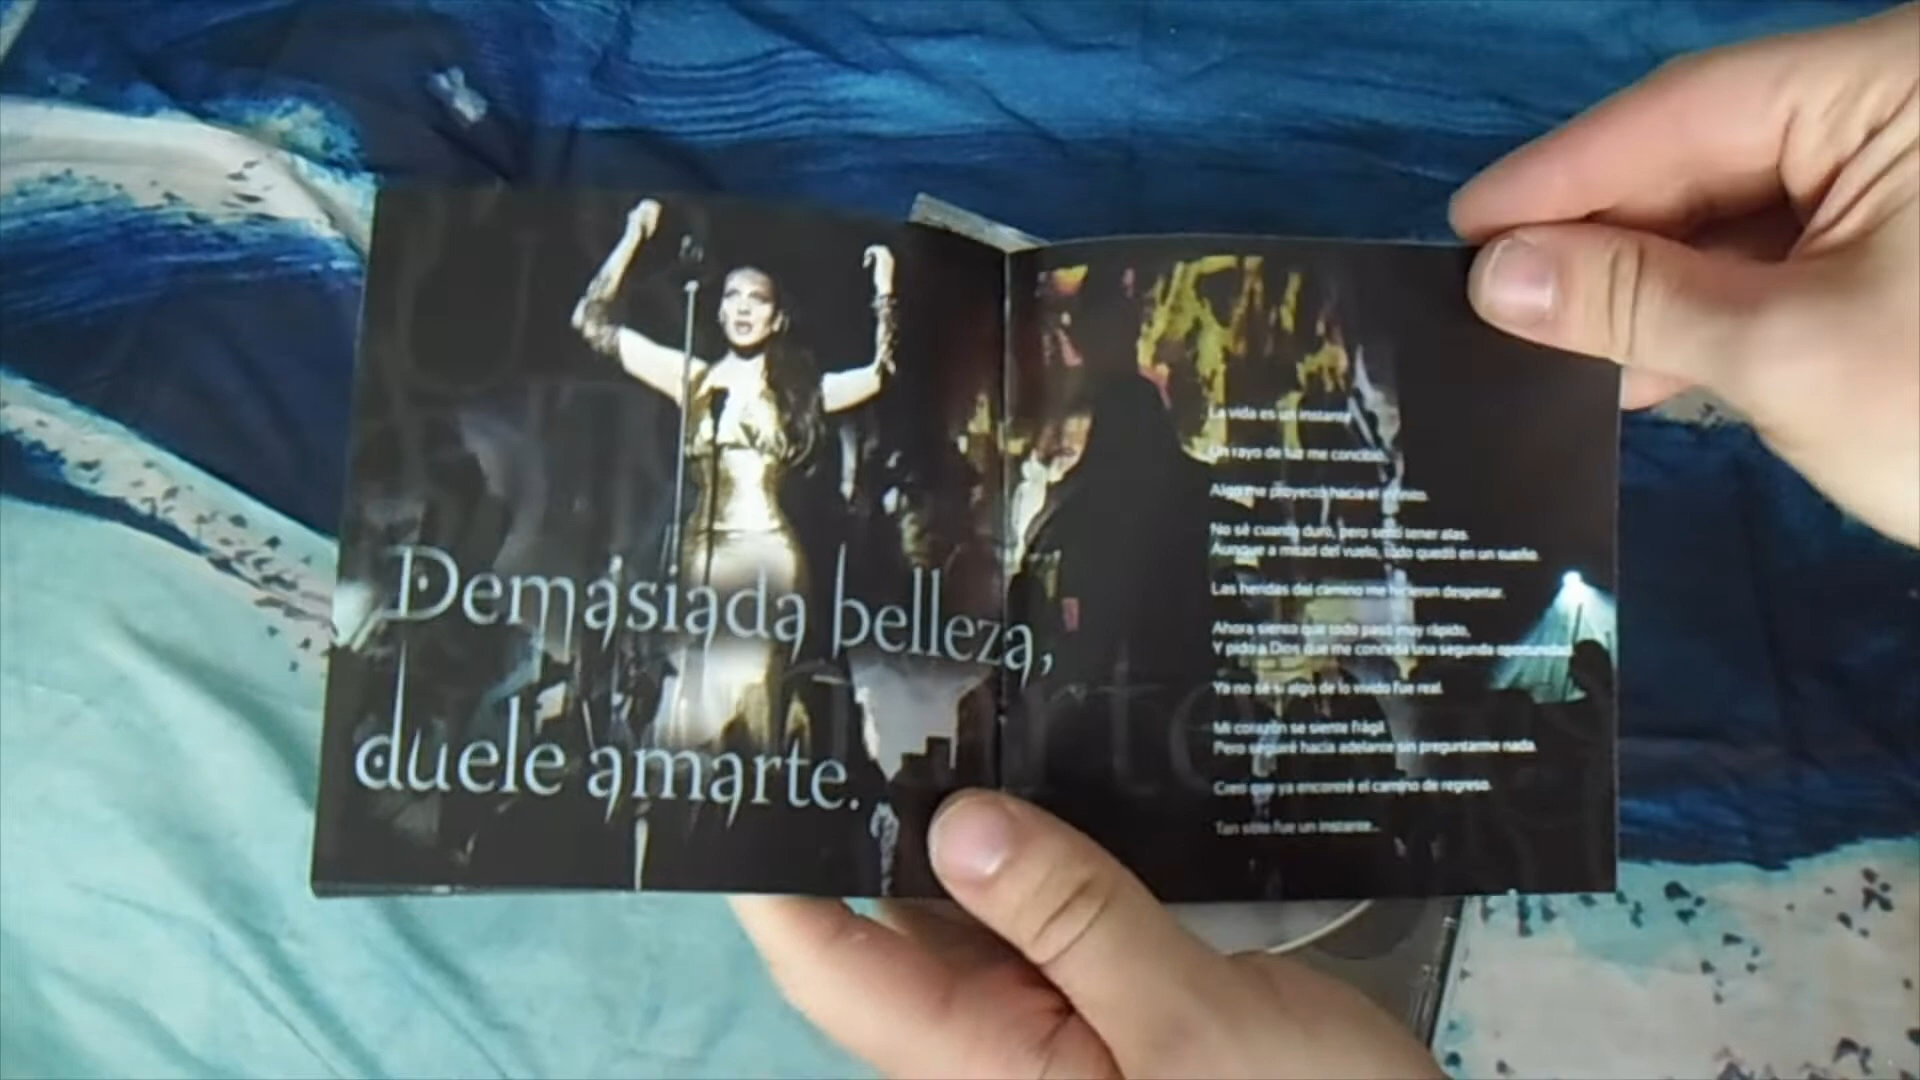 Demasiada belleza,
duele amarte.
La vida es un instante
Un rayo de luz me concibió.
Algo me proyectó hacia el infinito.
No sé cuanto duró, pero sentí tener alas.
Aunque a mitad del vuelo, todo quedó en un sueño.
Las heridas del camino me hicieron despertar.
Ahora siento que todo pasó muy rápido,
Y pido a Dios que me conceda una segunda oportunidad.
Ya no sé si algo de lo vivido fue real.
Mi corazón se siente frágil
Pero seguiré hacia adelante sin preguntarme nada.
Creo que ya encontré el camino de regreso.
Tan sólo fue un instante...